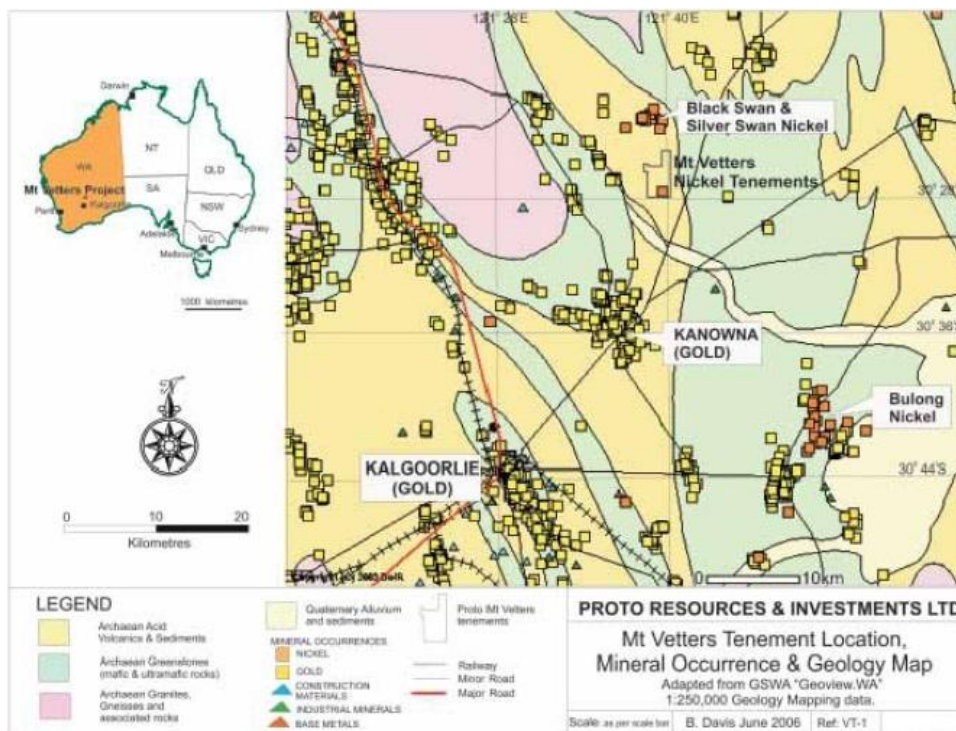 121° 28' E
121° 40' E
Black Swan &
Silver Swan Nickel
Mt Vetters
Nickel Tenements
30° 28'
30° 36'
KANOWNA
(GOLD)
Bulong
Nickel
KALGOORLIE
(GOLD)
30° 44'S
10km
0
Darwin
WA
NT
QLD
SA
NSW
VIC
Mt Vetters Project
Kalgoorlie
Perth
Adelaide
Sydney
Melbourne
1000 kilometres
N
0 10 20
Kilometres
LEGEND
Archaean Acid
Volcanics & Sediments
Archaean Greenstones
(mafic & ultramafic rocks)
Archaean Granites,
Gneisses and
associated rocks
Quaternary Alluvium
and sediments
MINERAL OCCURRENCES
NICKEL
GOLD
CONSTRUCTION
MATERIALS
INDUSTRIAL MINERALS
BASE METALS
Proto (Mt Vetters
tenements
Railway
Minor Road
Major Road
PROTO RESOURCES & INVESTMENTS LTD
Mt Vetters Tenement Location,
Mineral Occurrence & Geology Map
Adapted from GSWA "Geoview.WA"
1:250,000 Geology Mapping data.
Scale: as per scale bar
B. Davis June 2006
Ref: VT-1